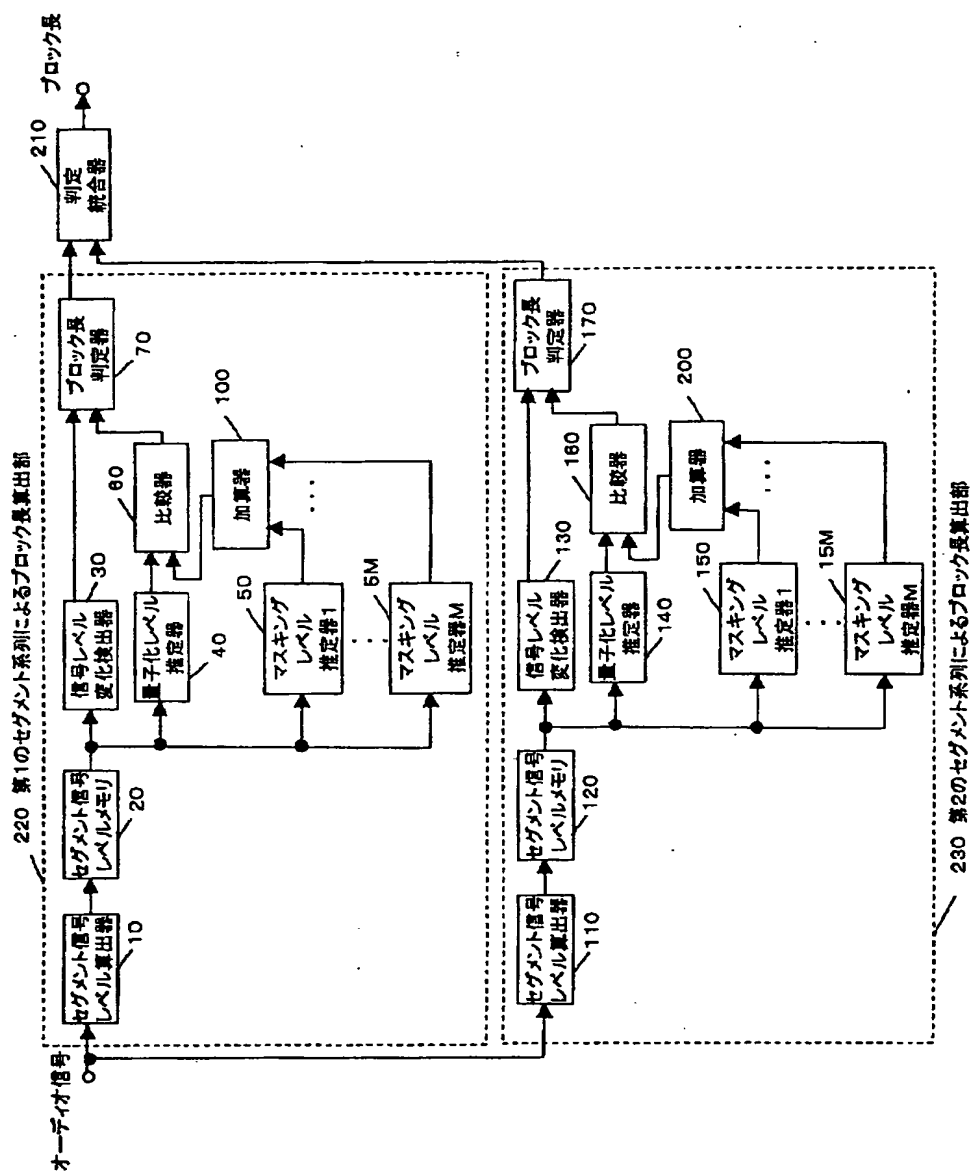 オーディオ信号
220 第1のセグメント系列によるブロック長算出部
セグメント信号
レベル算出器
10
セグメント信号
レベルメモリ
20
信号レベル
変化検出器
30
量子化レベル
推定器
40
マスキング
レベル
推定器1
50
マスキング
レベル
推定器M
5M
比較器
60
加算器
100
ブロック長
判定器
70
判定
統合器
210
ブロック長
セグメント信号
レベル算出器
110
セグメント信号
レベルメモリ
120
信号レベル
変化検出器
130
量子化レベル
推定器
140
マスキング
レベル
推定器1
150
マスキング
レベル
推定器M
15M
比較器
160
加算器
200
ブロック長
判定器
170
230 第2のセグメント系列によるブロック長算出部